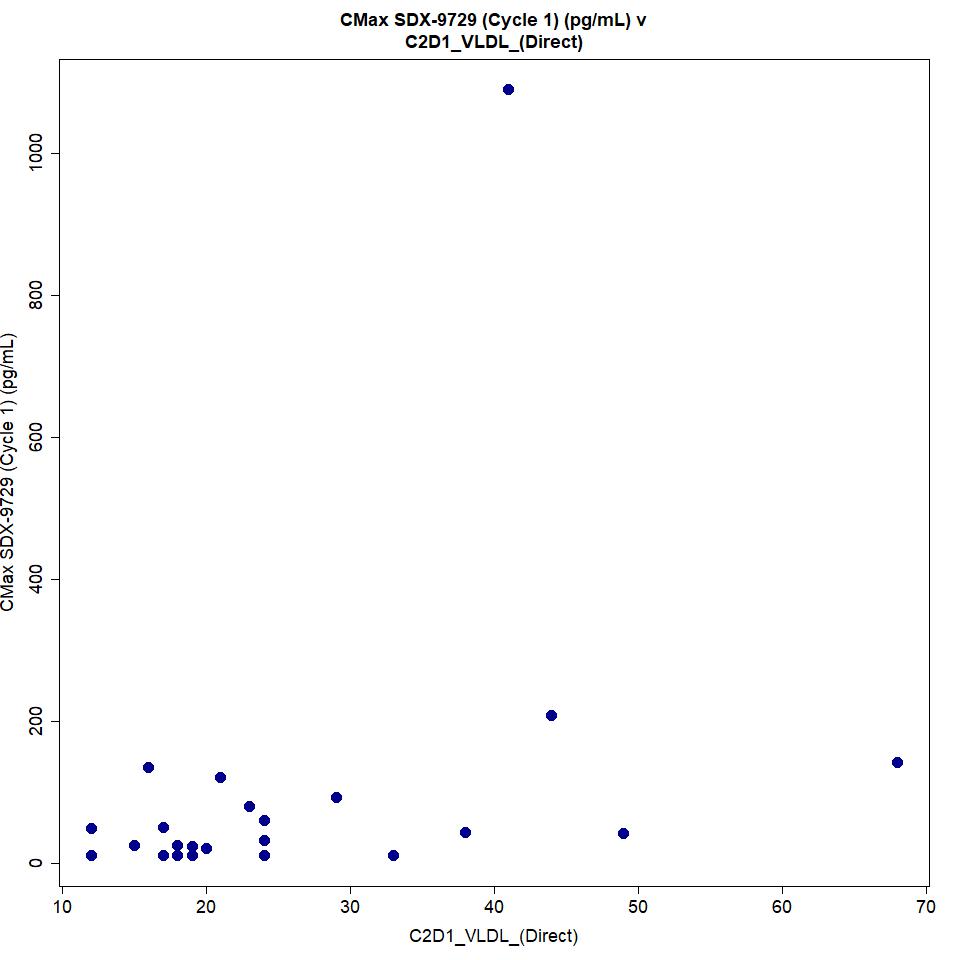 CMax SDX-9729 (Cycle 1) (pg/mL) v
C2D1_VLDL_(Direct)
1000
800
600
400
200
0
CMax SDX-9729 (Cycle 1) (pg/mL)
10 20 30 40 50 60 70
C2D1_VLDL_(Direct)